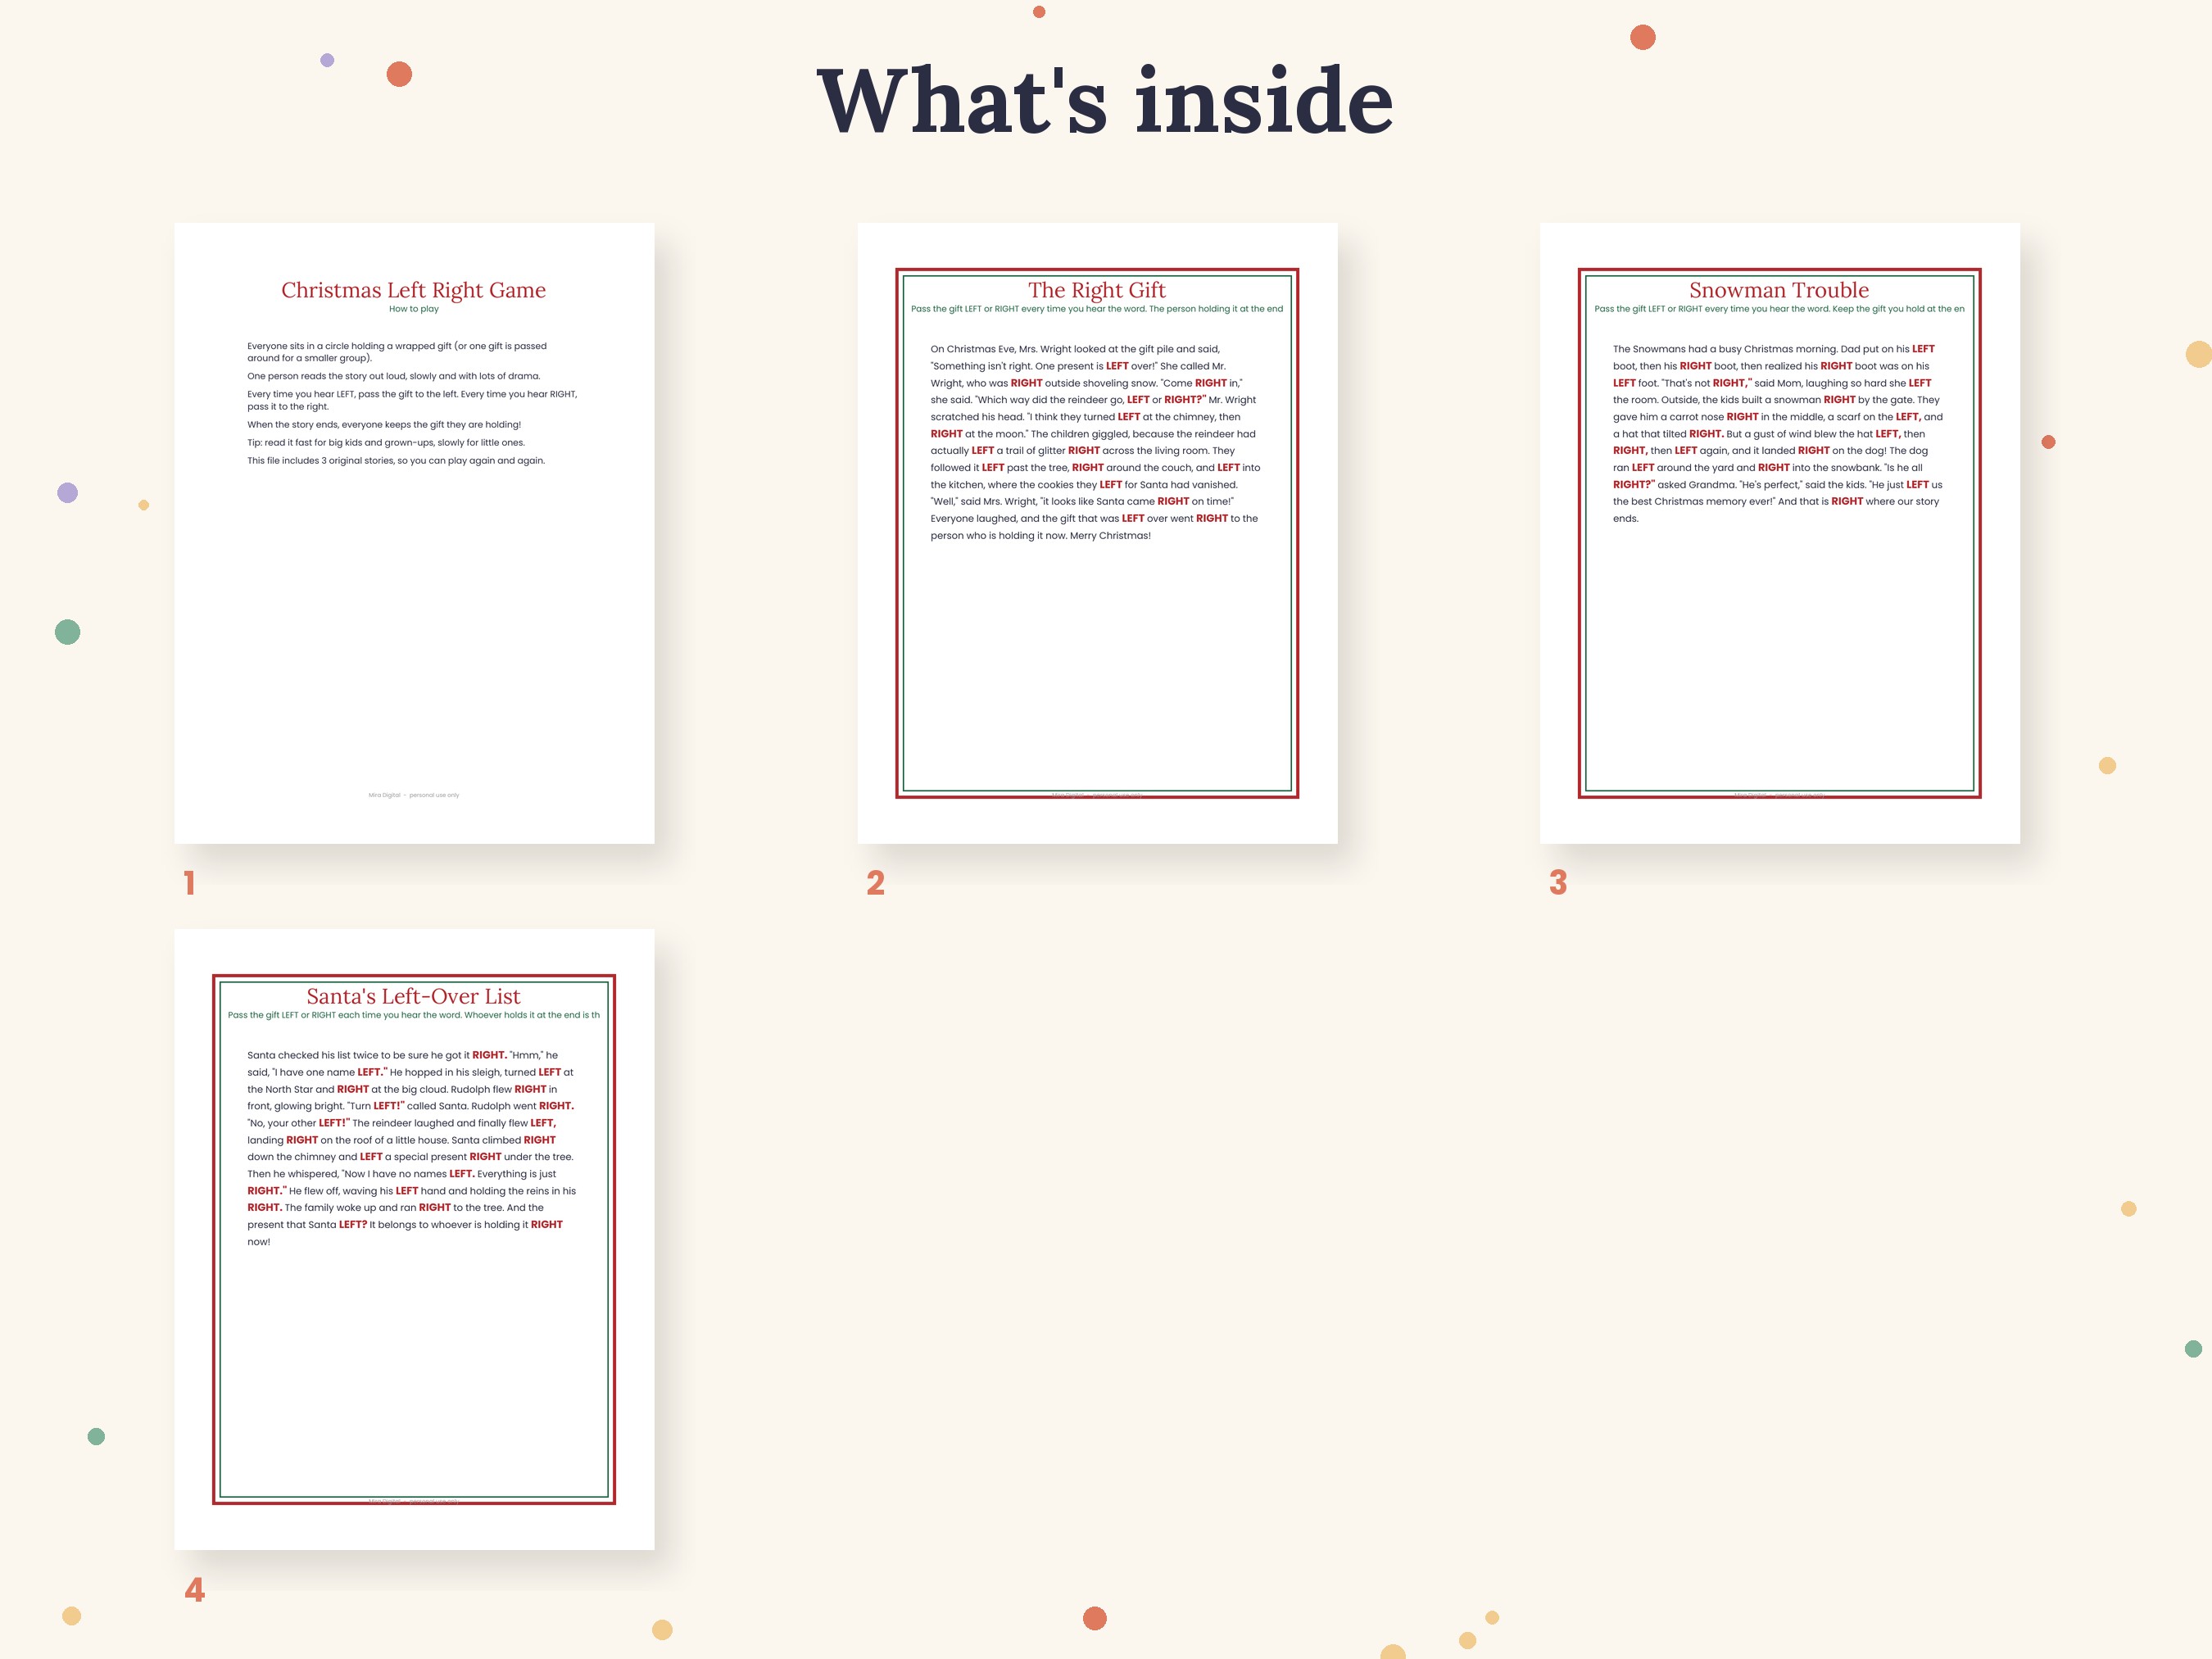 What's inside
Christmas Left Right Game
How to play
Everyone sits in a circle holding a wrapped gift (or one gift is passed
around for a smaller group).
One person reads the story out loud, slowly and with lots of drama.
Every time you hear LEFT, pass the gift to the left. Every time you hear RIGHT,
pass it to the right.
When the story ends, everyone keeps the gift they are holding!
Tip: read it fast for big kids and grown-ups, slowly for little ones.
This file includes 3 original stories, so you can play again and again.
Mira Digital - personal use only
1
The Right Gift
Pass the gift LEFT or RIGHT every time you hear the word. The person holding it at the end
On Christmas Eve, Mrs. Wright looked at the gift pile and said,
"Something isn't right. One present is LEFT over!" She called Mr.
Wright, who was RIGHT outside shoveling snow. "Come RIGHT in,"
she said. "Which way did the reindeer go, LEFT or RIGHT?" Mr. Wright
scratched his head. "I think they turned LEFT at the chimney, then
RIGHT at the moon." The children giggled, because the reindeer had
actually LEFT a trail of glitter RIGHT across the living room. They
followed it LEFT past the tree, RIGHT around the couch, and LEFT into
the kitchen, where the cookies they LEFT for Santa had vanished.
"Well," said Mrs. Wright, "it looks like Santa came RIGHT on time!"
Everyone laughed, and the gift that was LEFT over went RIGHT to the
person who is holding it now. Merry Christmas!
Mira Digital - personal use only
2
Snowman Trouble
Pass the gift LEFT or RIGHT every time you hear the word. Keep the gift you hold at the en
The Snowmans had a busy Christmas morning. Dad put on his LEFT
boot, then his RIGHT boot, then realized his RIGHT boot was on his
LEFT foot. "That's not RIGHT," said Mom, laughing so hard she LEFT
the room. Outside, the kids built a snowman RIGHT by the gate. They
gave him a carrot nose RIGHT in the middle, a scarf on the LEFT, and
a hat that tilted RIGHT. But a gust of wind blew the hat LEFT, then
RIGHT, then LEFT again, and it landed RIGHT on the dog! The dog
ran LEFT around the yard and RIGHT into the snowbank. "Is he all
RIGHT?" asked Grandma. "He's perfect," said the kids. "He just LEFT us
the best Christmas memory ever!" And that is RIGHT where our story
ends.
Mira Digital - personal use only
3
Santa's Left-Over List
Pass the gift LEFT or RIGHT each time you hear the word. Whoever holds it at the end is th
Santa checked his list twice to be sure he got it RIGHT. "Hmm," he
said, "I have one name LEFT." He hopped in his sleigh, turned LEFT at
the North Star and RIGHT at the big cloud. Rudolph flew RIGHT in
front, glowing bright. "Turn LEFT!" called Santa. Rudolph went RIGHT.
"No, your other LEFT!" The reindeer laughed and finally flew LEFT,
landing RIGHT on the roof of a little house. Santa climbed RIGHT
down the chimney and LEFT a special present RIGHT under the tree.
Then he whispered, "Now I have no names LEFT. Everything is just
RIGHT." He flew off, waving his LEFT hand and holding the reins in his
RIGHT. The family woke up and ran RIGHT to the tree. And the
present that Santa LEFT? It belongs to whoever is holding it RIGHT
now!
Mira Digital - personal use only
4